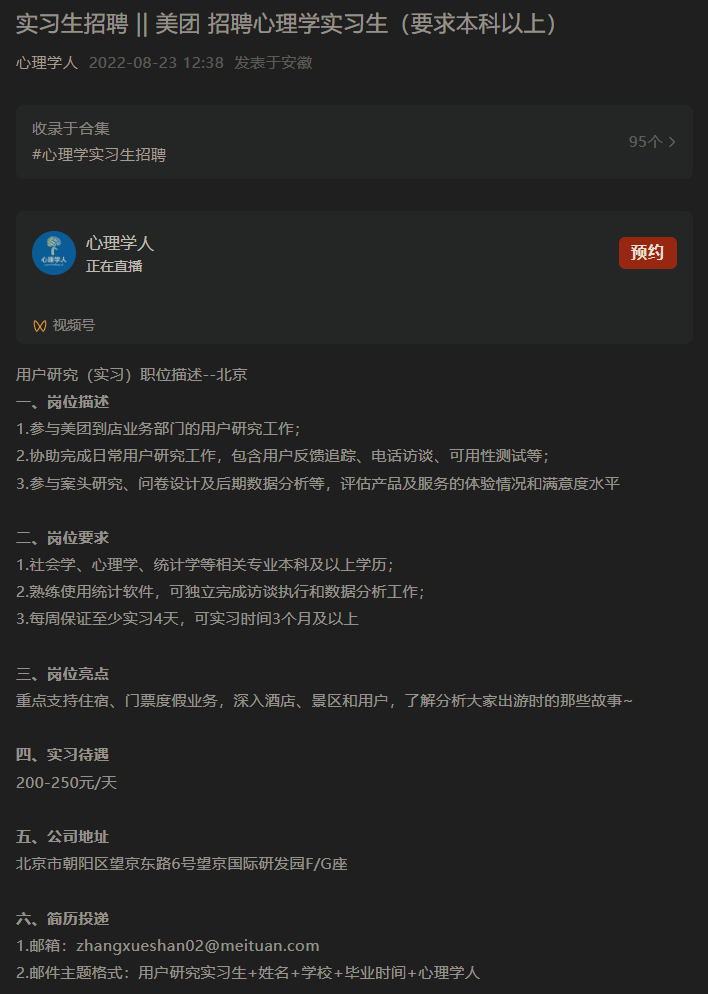 实习生招聘 || 美团 招聘心理学实习生（要求本科以上）
心理学人 2022-08-23 12:38 发表于安徽
收录于合集
#心理学实习生招聘
95个
心理学人
心理学人
正在直播
预约
视频号
用户研究（实习）职位描述--北京
一、岗位描述
1.参与美团到店业务部门的用户研究工作；
2.协助完成日常用户研究工作，包含用户反馈追踪、电话访谈、可用性测试等；
3.参与案头研究、问卷设计及后期数据分析等，评估产品及服务的体验情况和满意度水平
二、岗位要求
1.社会学、心理学、统计学等相关专业本科及以上学历；
2.熟练使用统计软件，可独立完成访谈执行和数据分析工作；
3.每周保证至少实习4天，可实习时间3个月及以上
三、岗位亮点
重点支持住宿、门票度假业务，深入酒店、景区和用户，了解分析大家出游时的那些故事~
四、实习待遇
200-250元/天
五、公司地址
北京市朝阳区望京东路6号望京国际研发园F/G座
六、简历投递
1.邮箱：zhangxueshan02@meituan.com
2.邮件主题格式：用户研究实习生+姓名+学校+毕业时间+心理学人